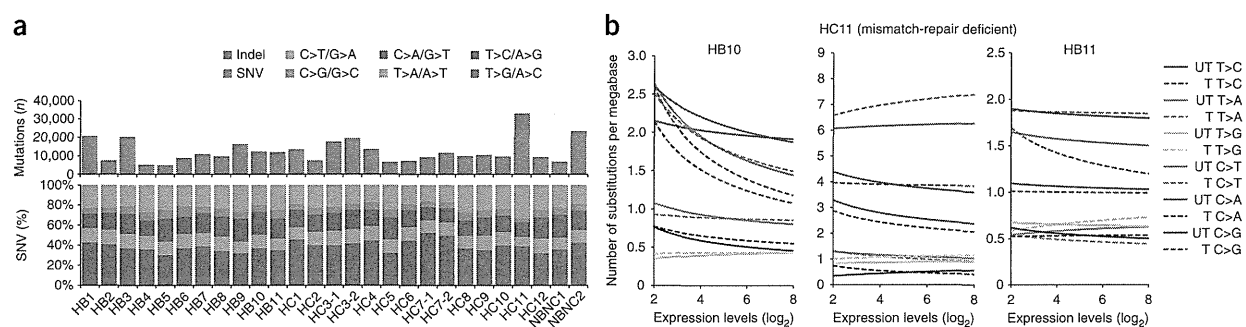 a
Indel C>T/G>A C>A/G>T T>C/A>G
SNV C>G/G>C T>A/A>T T>G/A>C
Mutations (n)
40,000
30,000
20,000
10,000
0
SNV (%)
100%
80%
60%
40%
20%
0%
HB1 HB2 HB3 HB4 HB5 HB6 HB7 HB8 HB9 HB10 HB11 HC1 HC2 HC3-1 HC3-2 HC4 HC5 HC6 HC7-1 HC7-2 HC8 HC9 HC10 HC11 HC12 NBNC1 NBNC2
b
HC11 (mismatch-repair deficient)
HB10
HB11
Number of substitutions per megabase
3.0
2.5
2.0
1.5
1.0
0.5
0
2 4 6 8
Expression levels (log2)
9
8
7
6
5
4
3
2
1
0
2 4 6 8
Expression levels (log2)
2.5
2.0
1.5
1.0
0.5
0
2 4 6 8
Expression levels (log2)
UT T>C
T T>C
UT T>A
T T>A
UT T>G
T T>G
UT C>T
T C>T
UT C>A
T C>A
UT C>G
T C>G